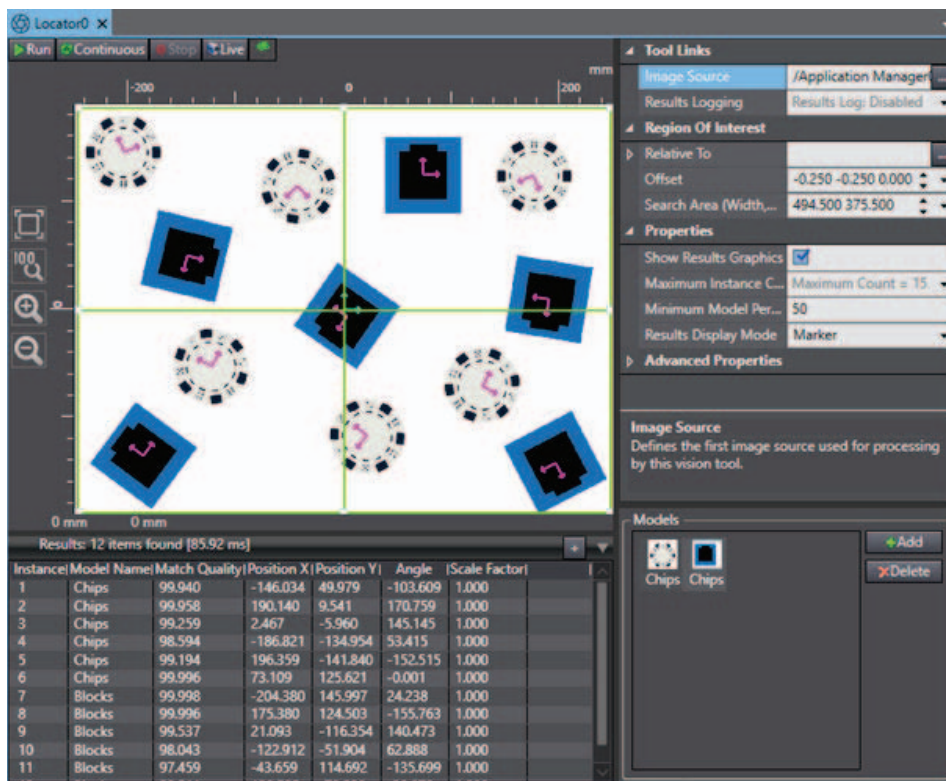 Locator0
Run Continuous Stop Live
mm
-200 0 200
100
0
0 mm 0 mm
Results: 12 items found [85.92 ms]
Instance Model Name Match Quality Position X Position Y Angle Scale Factor
1 Chips 99.940 -146.034 49.979 -103.609 1.000
2 Chips 99.958 190.140 9.541 170.759 1.000
3 Chips 99.259 2.467 -5.960 145.145 1.000
4 Chips 98.594 -186.821 -134.954 53.415 1.000
5 Chips 99.194 196.359 -141.840 -152.515 1.000
6 Chips 99.996 73.109 125.621 -0.001 1.000
7 Blocks 99.998 -204.380 145.997 24.238 1.000
8 Blocks 99.996 175.380 124.503 -155.763 1.000
9 Blocks 99.537 21.093 -116.354 140.473 1.000
10 Blocks 98.043 -122.912 -51.904 62.888 1.000
11 Blocks 97.459 -43.659 114.692 -135.699 1.000
Tool Links
Image Source /Application Manager
Results Logging Results Log: Disabled
Region Of Interest
Relative To
Offset -0.250 -0.250 0.000
Search Area (Width,... 494.500 375.500
Properties
Show Results Graphics
Maximum Instance C... Maximum Count = 15
Minimum Model Per... 50
Results Display Mode Marker
Advanced Properties
Image Source
Defines the first image source used for processing
by this vision tool.
Models
Chips Chips
Add
Delete